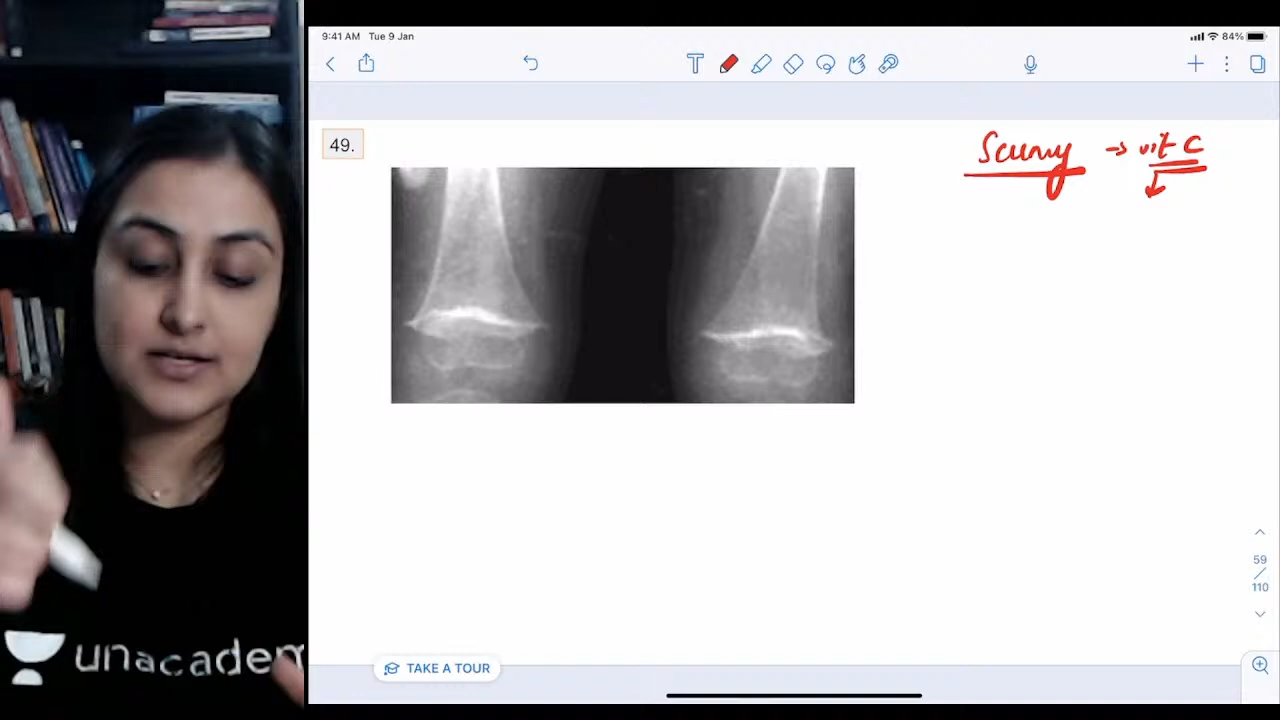 9:41 AM Tue 9 Jan
84%
49.
Scurvy → vit C
↓
59
/
110
TAKE A TOUR
unacadem